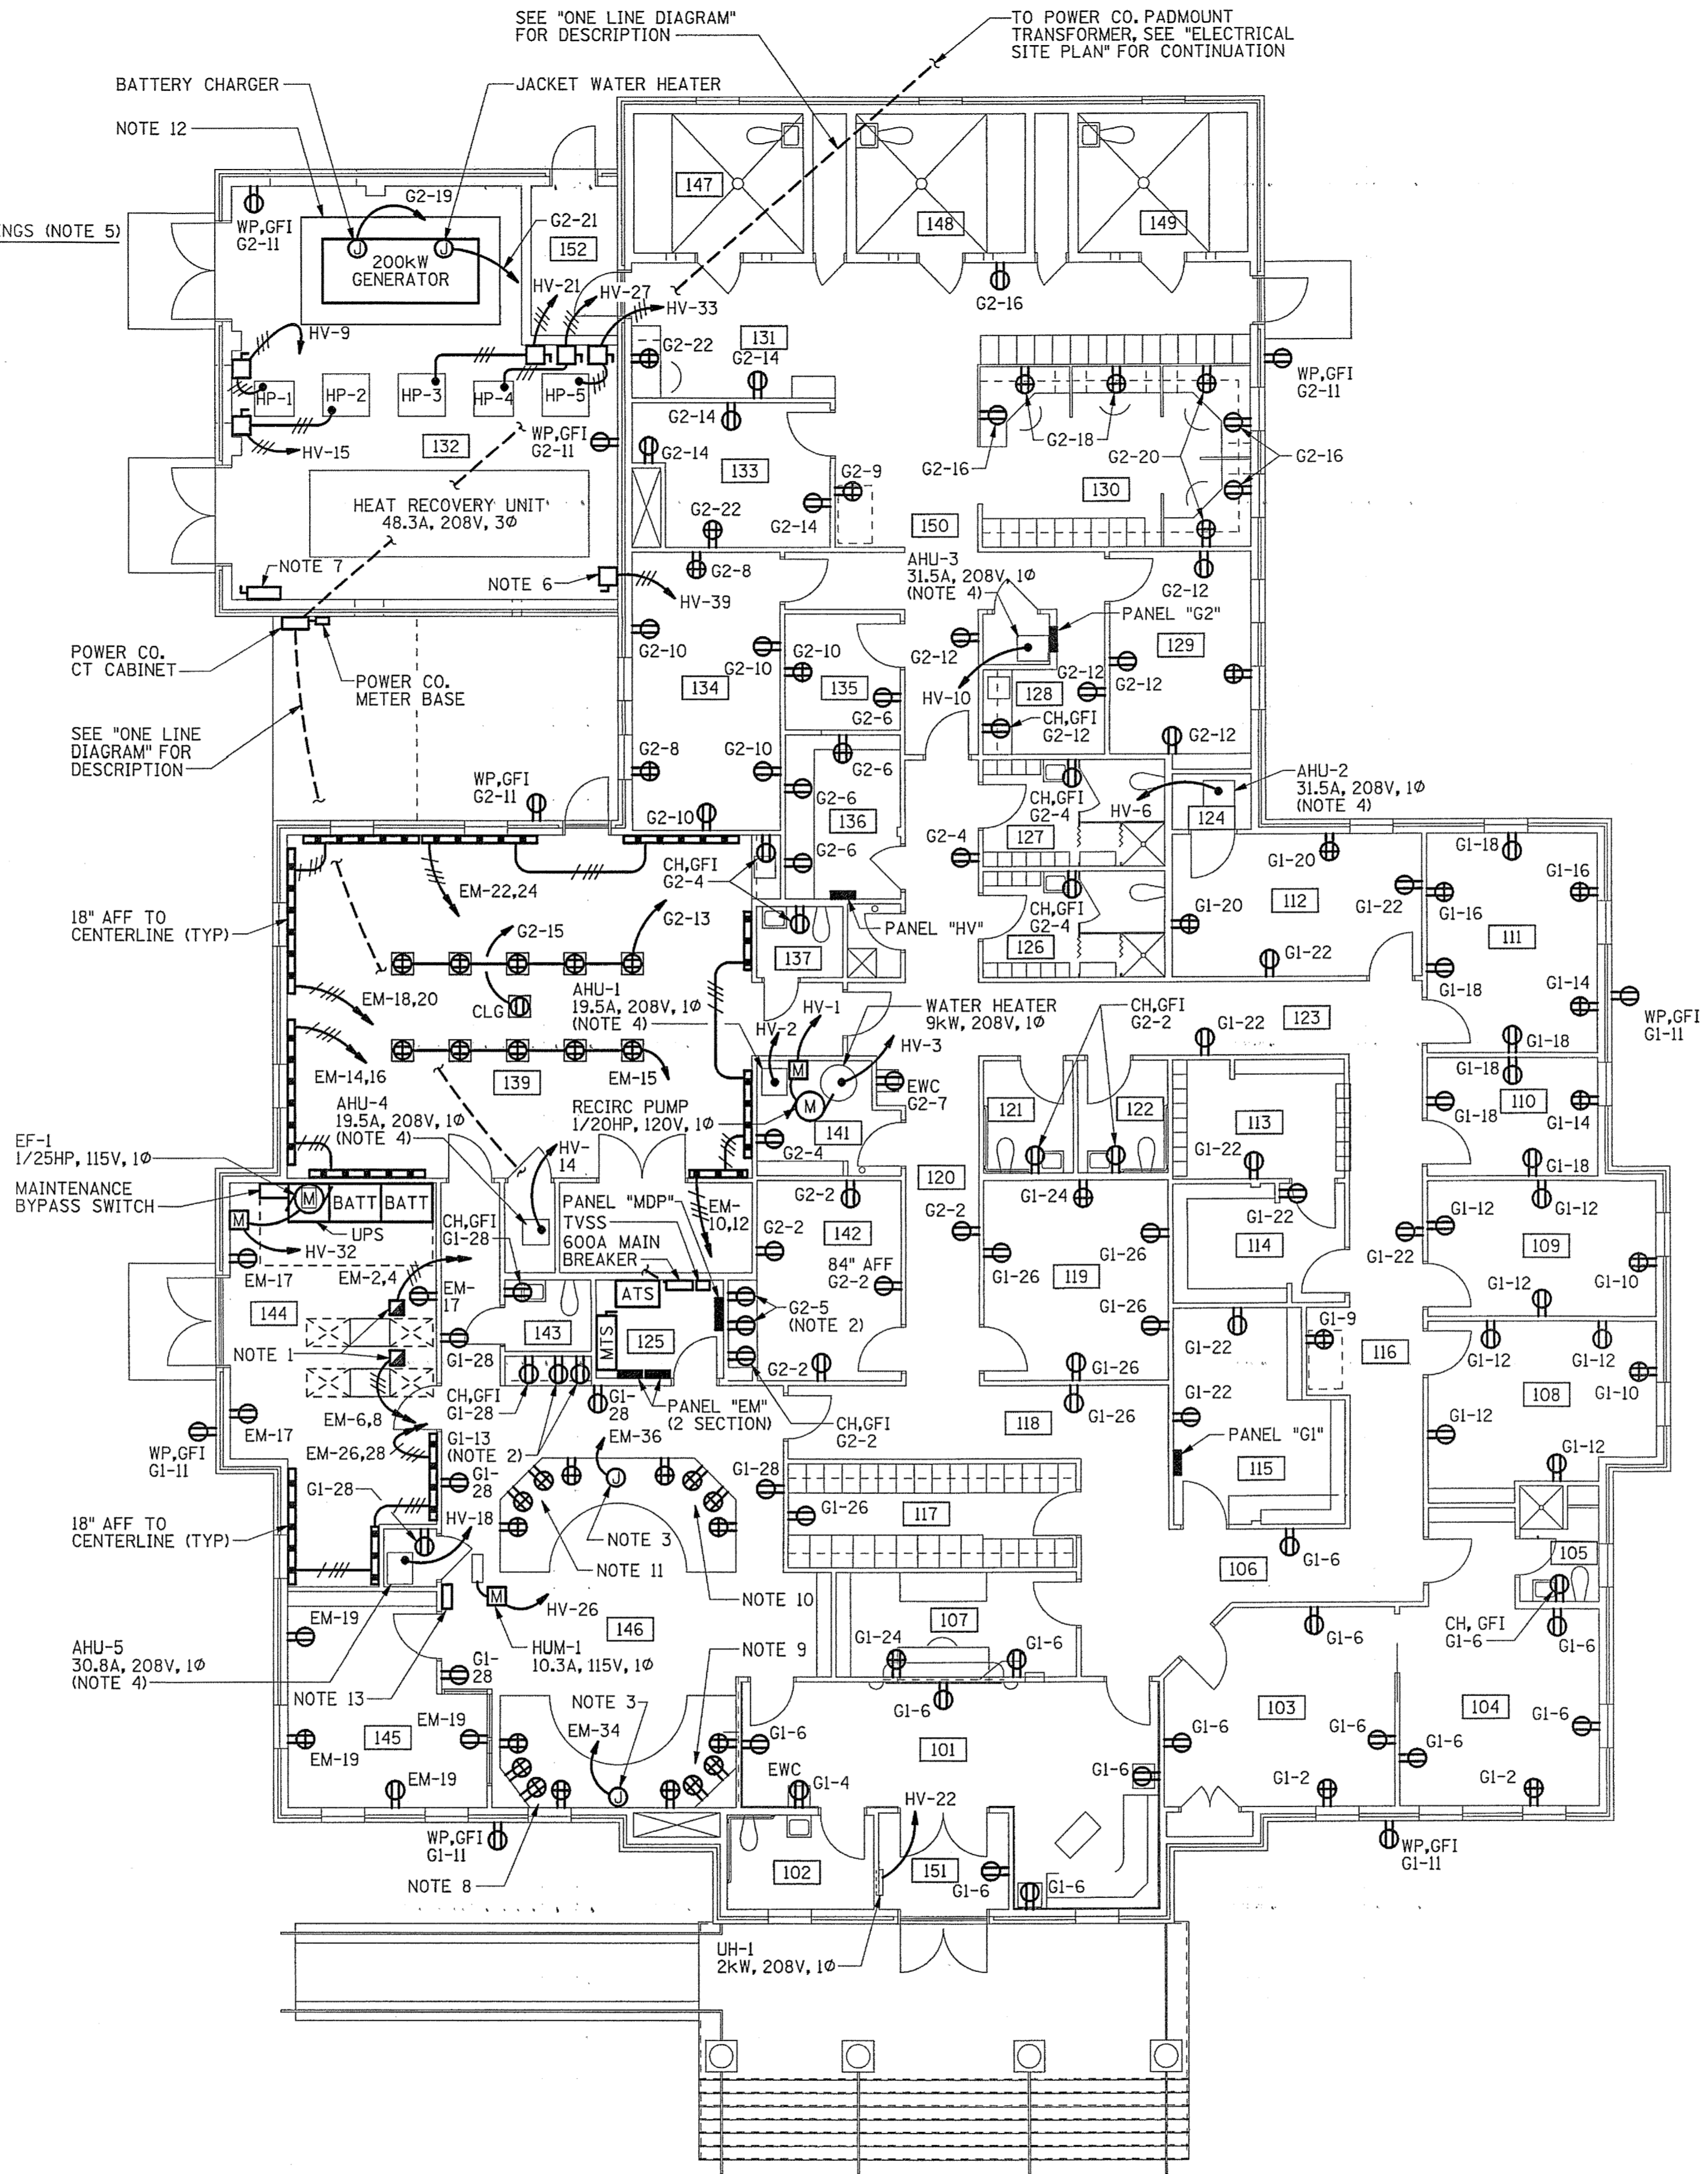 SEE "ONE LINE DIAGRAM"
FOR DESCRIPTION
TO POWER CO. PADMOUNT
TRANSFORMER, SEE "ELECTRICAL
SITE PLAN" FOR CONTINUATION
BATTERY CHARGER
JACKET WATER HEATER
NOTE 12
147
148
149
G2-19
WP,GFI
G2-11
NGS (NOTE 5)
J
J
G2-21
152
200kW
GENERATOR
HV-21
HV-27
HV-33
G2-16
HV-9
131
G2-22
G2-14
WP,GFI
G2-11
HP-1
HP-2
HP-3
HP-4
HP-5
G2-14
G2-18
132
WP,GFI
G2-11
HV-15
G2-14
133
G2-9
G2-16
G2-20
G2-16
130
HEAT RECOVERY UNIT
48.3A, 208V, 3Ø
G2-22
G2-14
150
NOTE 7
NOTE 6
G2-8
HV-39
AHU-3
31.5A, 208V, 1Ø
(NOTE 4)
G2-12
PANEL "G2"
POWER CO.
CT CABINET
POWER CO.
METER BASE
G2-10
G2-10
G2-10
G2-12
G2-12
G2-12
129
134
135
128
HV-10
G2-6
CH,GFI
G2-12
G2-12
SEE "ONE LINE
DIAGRAM" FOR
DESCRIPTION
G2-8
G2-10
G2-6
WP,GFI
G2-11
AHU-2
31.5A, 208V, 1Ø
(NOTE 4)
G2-6
136
CH,GFI
G2-4
HV-6
124
G2-10
G2-4
127
CH,GFI
G2-4
G2-6
G1-20
G1-18
G1-16
EM-22,24
G1-16
18" AFF TO
CENTERLINE (TYP)
G2-15
G2-13
PANEL "HV"
CH,GFI
G2-4
126
G1-20
112
G1-22
111
137
G1-22
G1-18
G1-14
EM-18,20
CLG
AHU-1
19.5A, 208V, 1Ø
(NOTE 4)
HV-1
HV-2
WATER HEATER
9kW, 208V, 1Ø
HV-3
CH,GFI
G2-2
123
G1-22
WP,GFI
G1-11
G1-18
EM-14,16
139
EM-15
M
M
EWC
G2-7
G1-18
110
G1-18
G1-14
AHU-4
19.5A, 208V, 1Ø
(NOTE 4)
RECIRC PUMP
1/20HP, 120V, 1Ø
141
121
122
113
G1-22
EF-1
1/25HP, 115V, 1Ø
HV-
14
G2-4
G1-18
MAINTENANCE
BYPASS SWITCH
M
BATT
BATT
M
UPS
HV-32
CH,GFI
G1-28
PANEL "MDP"
TVSS
600A MAIN
BREAKER
EM-
10,12
G2-2
142
120
G2-2
G1-24
G1-22
114
G1-12
G1-12
109
G1-22
G2-2
84" AFF
G2-2
G1-26
119
G1-26
EM-17
EM-2,4
EM-
17
ATS
G2-5
(NOTE 2)
G1-12
G1-10
144
143
MTS
125
G1-26
G1-22
G1-9
116
NOTE 1
G1-28
G2-2
G1-26
G1-12
G1-12
EM-6,8
CH,GFI
G1-28
G1-
28
PANEL "EM"
(2 SECTION)
CH,GFI
G2-2
118
G1-26
G1-22
G1-10
108
G1-12
WP,GFI
G1-11
EM-17
EM-26,28
G1-13
(NOTE 2)
EM-36
PANEL "G1"
115
G1-12
G1-28
G1-
28
J
G1-28
G1-26
117
18" AFF TO
CENTERLINE (TYP)
HV-18
NOTE 3
NOTE 11
G1-6
105
106
EM-19
M
HV-26
NOTE 10
107
AHU-5
30.8A, 208V, 1Ø
(NOTE 4)
HUM-1
10.3A, 115V, 1Ø
146
NOTE 9
G1-24
G1-6
G1-6
CH, GFI
G1-6
G1-6
G1-
28
NOTE 13
NOTE 3
G1-6
103
104
EM-19
145
EM-19
EM-34
G1-6
101
G1-6
G1-6
G1-6
EM-19
J
EWC
G1-4
G1-6
G1-2
G1-2
HV-22
WP,GFI
G1-11
NOTE 8
102
151
G1-6
G1-6
WP,GFI
G1-11
UH-1
2kW, 208V, 1Ø